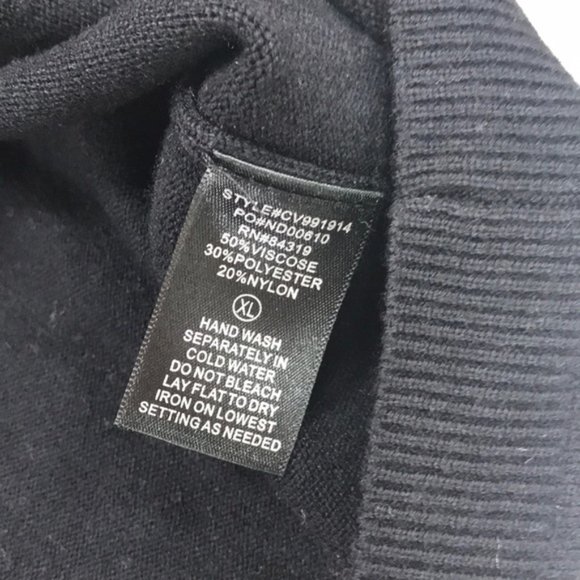 STYLE#CV991914
PO#ND00610
RN#84319
50%VISCOSE
30%POLYESTER
20%NYLON
XL
HAND WASH
SEPARATELY IN
COLD WATER
DO NOT BLEACH
LAY FLAT TO DRY
IRON ON LOWEST
SETTING AS NEEDED